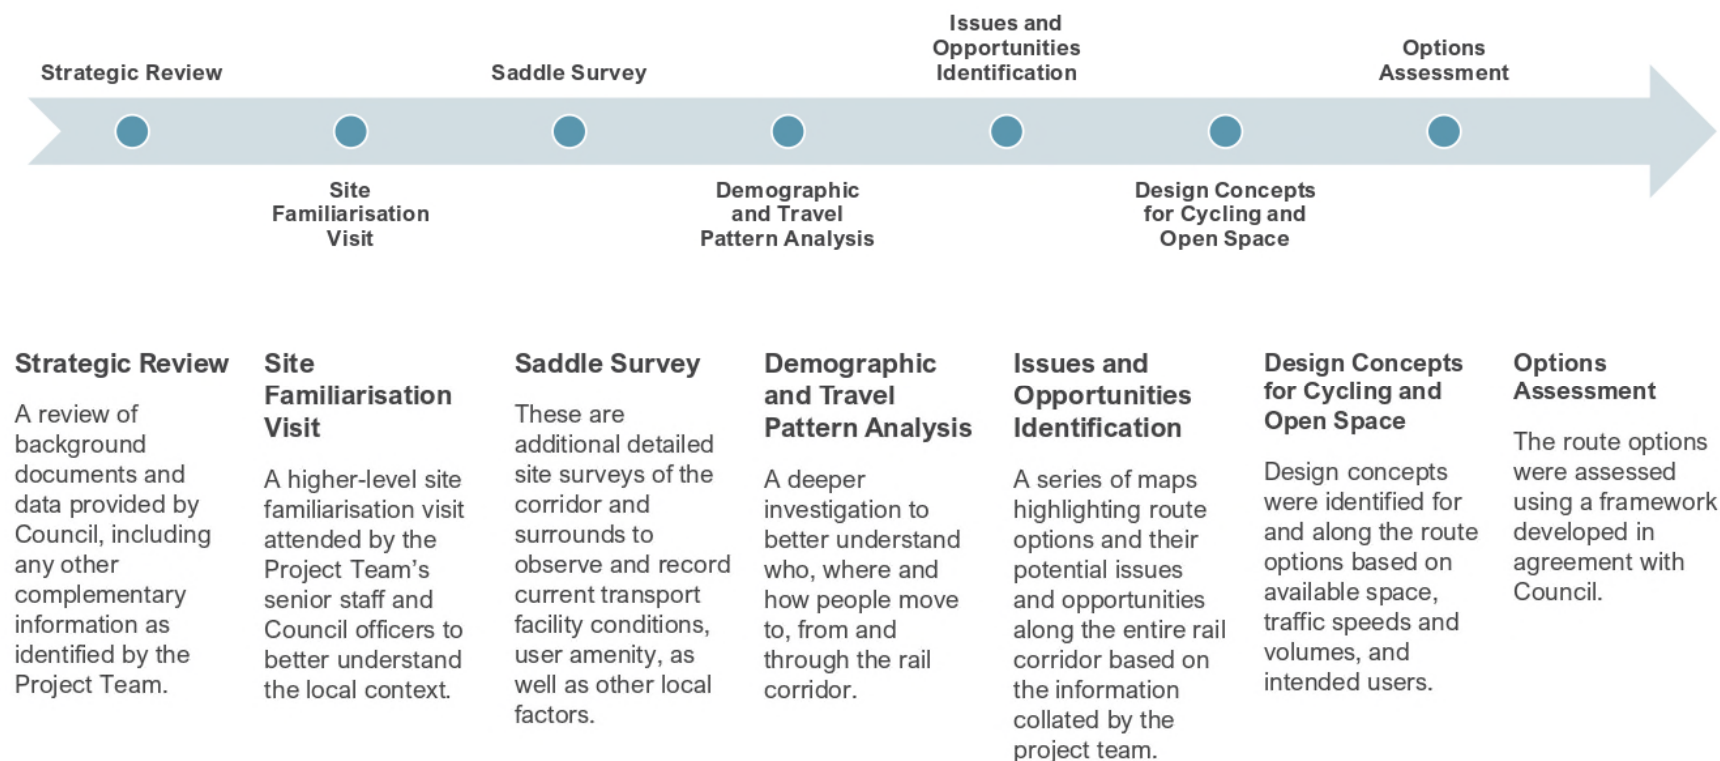 Strategic Review
Site
Familiarisation
Visit
Saddle Survey
Demographic
and Travel
Pattern Analysis
Issues and
Opportunities
Identification
Design Concepts
for Cycling and
Open Space
Options
Assessment
Strategic Review
A review of
background
documents and
data provided by
Council, including
any other
complementary
information as
identified by the
Project Team.
Site
Familiarisation
Visit
A higher-level site
familiarisation visit
attended by the
Project Team’s
senior staff and
Council officers to
better understand
the local context.
Saddle Survey
These are
additional detailed
site surveys of the
corridor and
surrounds to
observe and record
current transport
facility conditions,
user amenity, as
well as other local
factors.
Demographic
and Travel
Pattern Analysis
A deeper
investigation to
better understand
who, where and
how people move
to, from and
through the rail
corridor.
Issues and
Opportunities
Identification
A series of maps
highlighting route
options and their
potential issues
and opportunities
along the entire rail
corridor based on
the information
collated by the
project team.
Design Concepts
for Cycling and
Open Space
Design concepts
were identified for
and along the route
options based on
available space,
traffic speeds and
volumes, and
intended users.
Options
Assessment
The route options
were assessed
using a framework
developed in
agreement with
Council.